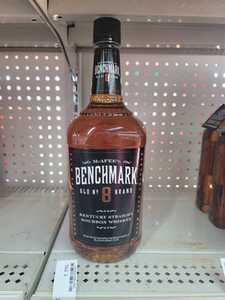 BENCHMARK
McAFEE'S
BENCHMARK
OLD Nº 8 BRAND
KENTUCKY STRAIGHT
BOURBON WHISKEY